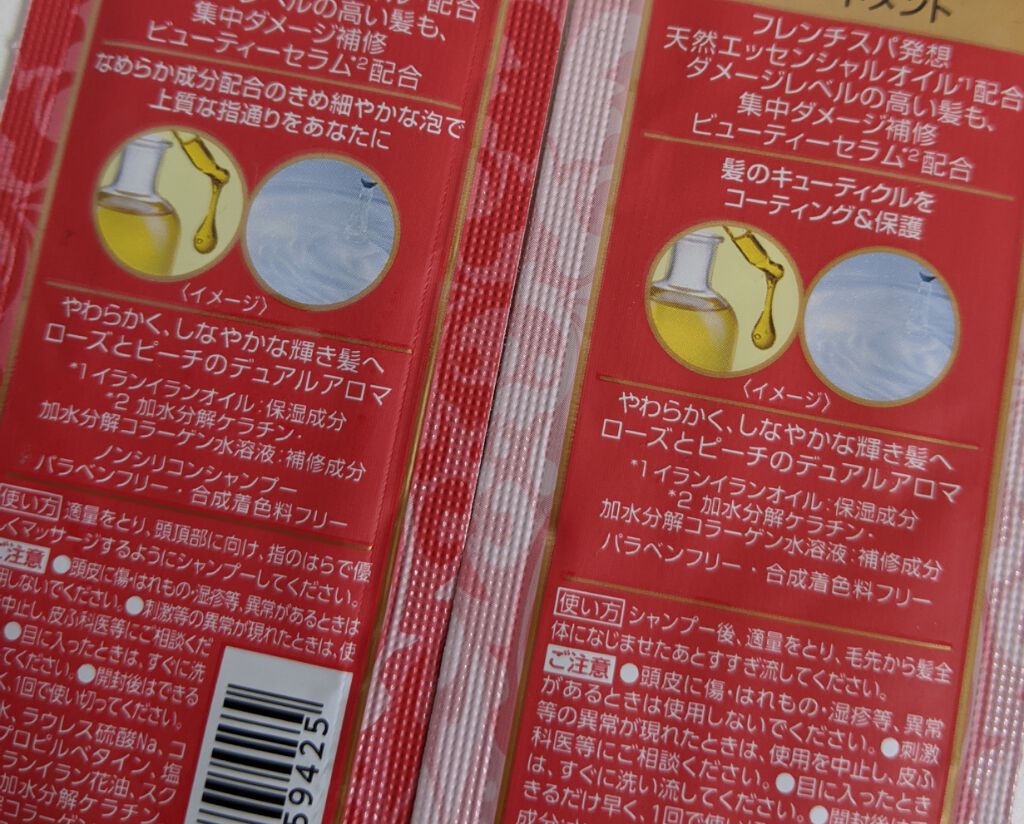 配合
レベルの高い髪も、
集中ダメージ補修
ビューティーセラム*2配合
なめらか成分配合のきめ細やかな泡で
上質な指通りをあなたに
〈イメージ〉
やわらかく、しなやかな輝き髪へ
ローズとピーチのデュアルアロマ
*1 イランイランオイル:保湿成分
*2 加水分解ケラチン・
加水分解コラーゲン水溶液:補修成分
ノンシリコンシャンプー
パラベンフリー・合成着色料フリー
使い方 適量をとり、頭頂部に向け、指のはらで優
くマッサージするようにシャンプーしてください。
ご注意 ●頭皮に傷・はれもの・湿疹等、異常があるときは
用しないでください。●刺激等の異常が現れたときは、使
中止し、皮ふ科医等にご相談くだ
●目に入ったときは、すぐに洗
てください。●開封後はできる
く、1回で使い切ってください。
水、ラウレス硫酸Na、コ
プロピルベタイン、塩
ランイラン花油、スク
加水分解ケラチン
コラーゲン
59425
トメント
フレンチスパ発想
天然エッセンシャルオイル*1配合
ダメージレベルの高い髪も、
集中ダメージ補修
ビューティーセラム*2配合
髪のキューティクルを
コーティング&保護
〈イメージ〉
やわらかく、しなやかな輝き髪へ
ローズとピーチのデュアルアロマ
*1 イランイランオイル:保湿成分
*2 加水分解ケラチン・
加水分解コラーゲン水溶液:補修成分
パラベンフリー・合成着色料フリー
使い方 シャンプー後、適量をとり、毛先から髪全
体になじませたあとすすぎ流してください。
ご注意 ●頭皮に傷・はれもの・湿疹等、異常
があるときは使用しないでください。●刺激
等の異常が現れたときは、使用を中止し、皮ふ
科医等にご相談ください。●目に入ったとき
は、すぐに洗い流してください。●開封後は
きるだけ早く、1回で使い